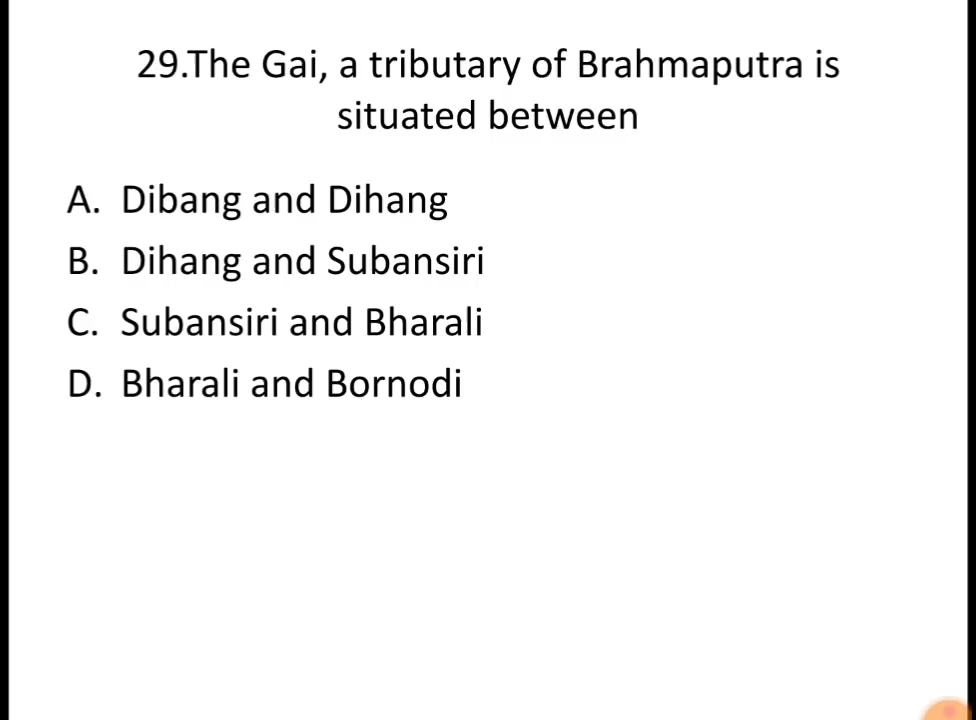 29.The Gai, a tributary of Brahmaputra is
situated between
A. Dibang and Dihang
B. Dihang and Subansiri
C. Subansiri and Bharali
D. Bharali and Bornodi